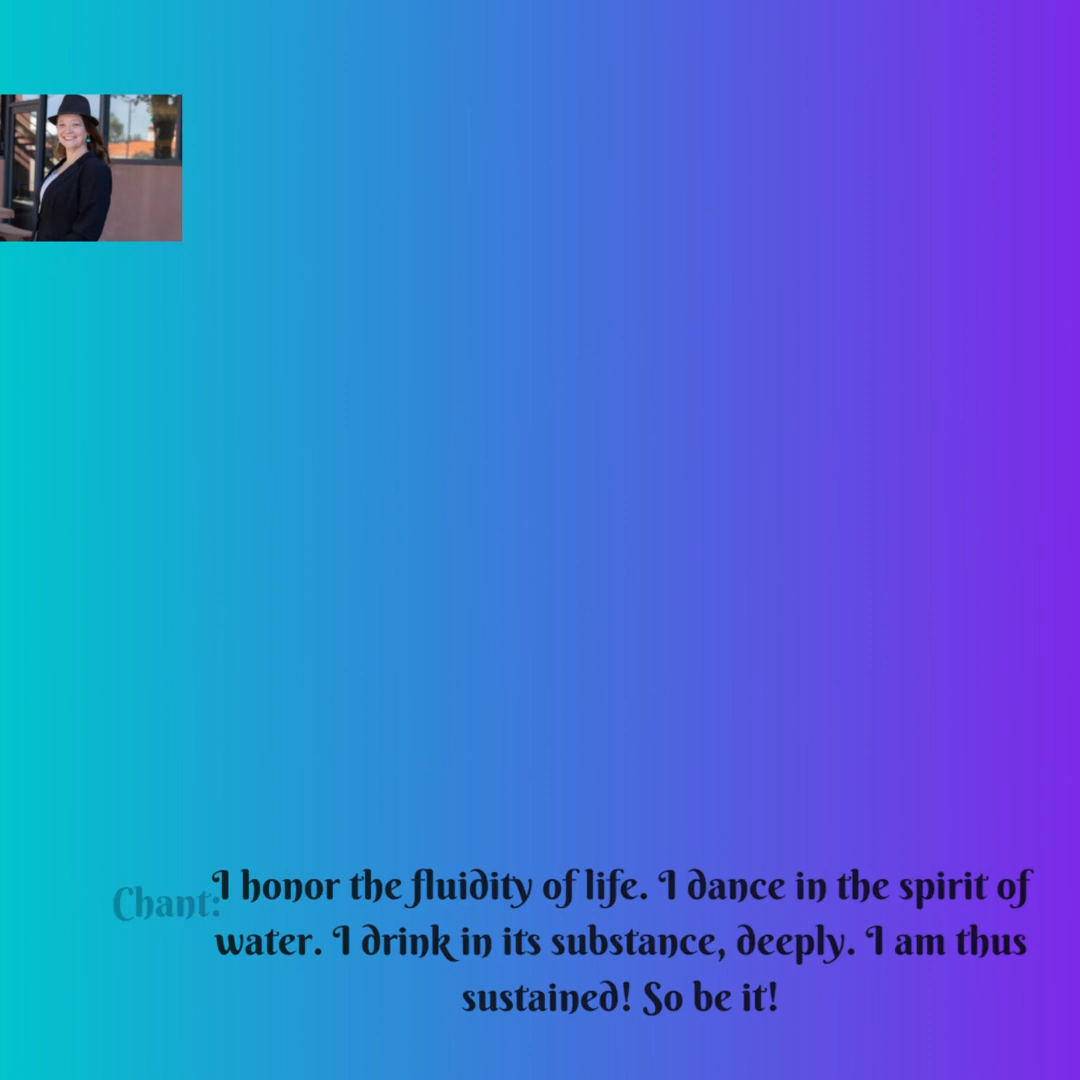 Chant:
I honor the fluidity of life. I dance in the spirit of
water. I drink in its substance, deeply. I am thus
sustained! So be it!